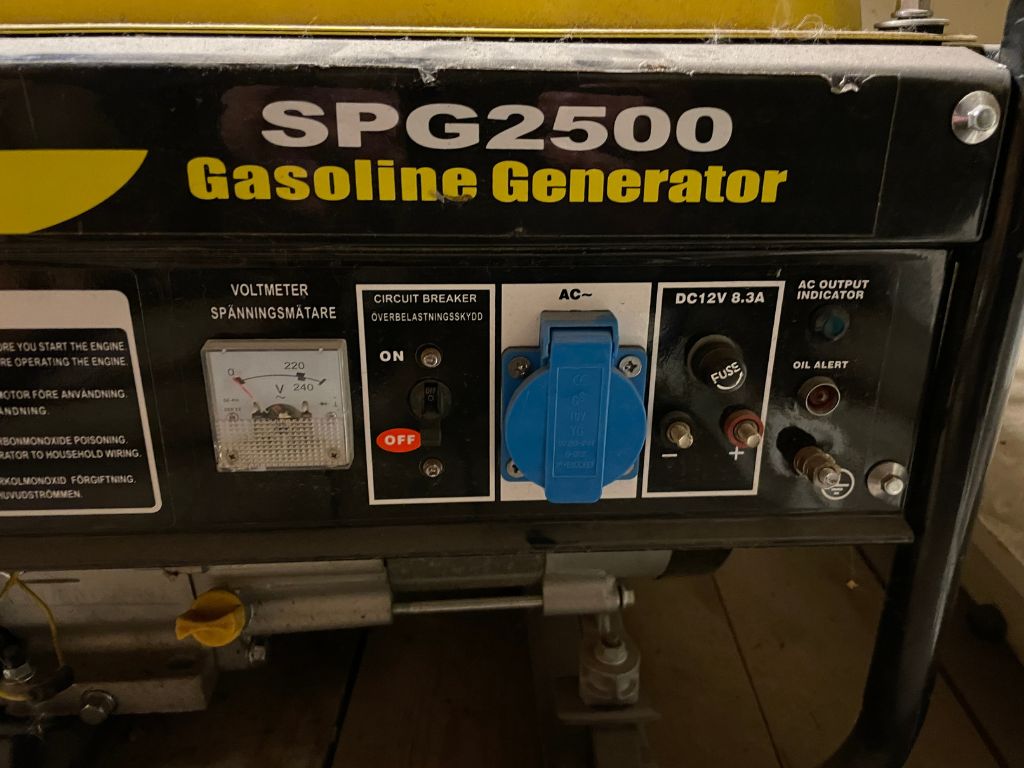 SPG2500
Gasoline Generator
ORE YOU START THE ENGINE
RE OPERATING THE ENGINE.
MOTOR FÖRE ANVÄNDNING.
ÄNDNING.
RBONMONOXIDE POISONING.
RATOR TO HOUSEHOLD WIRING.
RKOLMONOXID FÖRGIFTNING.
HUVUDSTRÖMMEN.
VOLTMETER
SPÄNNINGSMÄTARE
0 220 240
V
~
CIRCUIT BREAKER
ÖVERBELASTNINGSSKYDD
ON
OFF
OFF
AC~
DC12V 8.3A
FUSE
− +
AC OUTPUT
INDICATOR
OIL ALERT